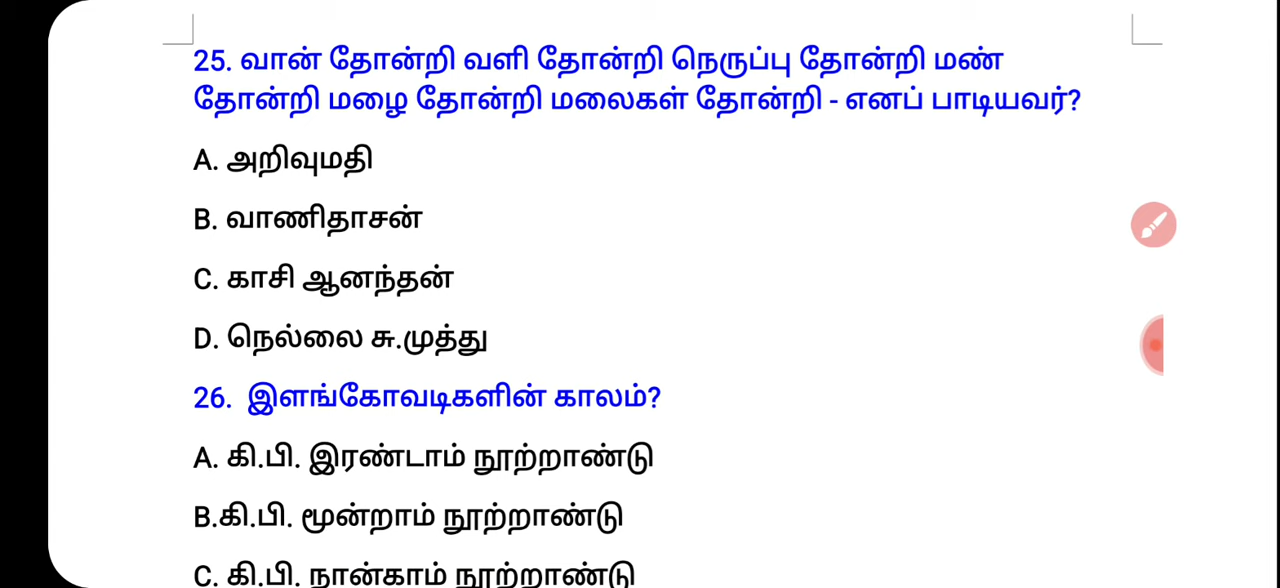 25. வான் தோன்றி வளி தோன்றி நெருப்பு தோன்றி மண்
தோன்றி மழை தோன்றி மலைகள் தோன்றி - எனப் பாடியவர்?
A. அறிவுமதி
B. வாணிதாசன்
C. காசி ஆனந்தன்
D. நெல்லை சு.முத்து
26. இளங்கோவடிகளின் காலம்?
A. கி.பி. இரண்டாம் நூற்றாண்டு
B.கி.பி. மூன்றாம் நூற்றாண்டு
C. கி.பி. நான்காம் நூற்றாண்டு